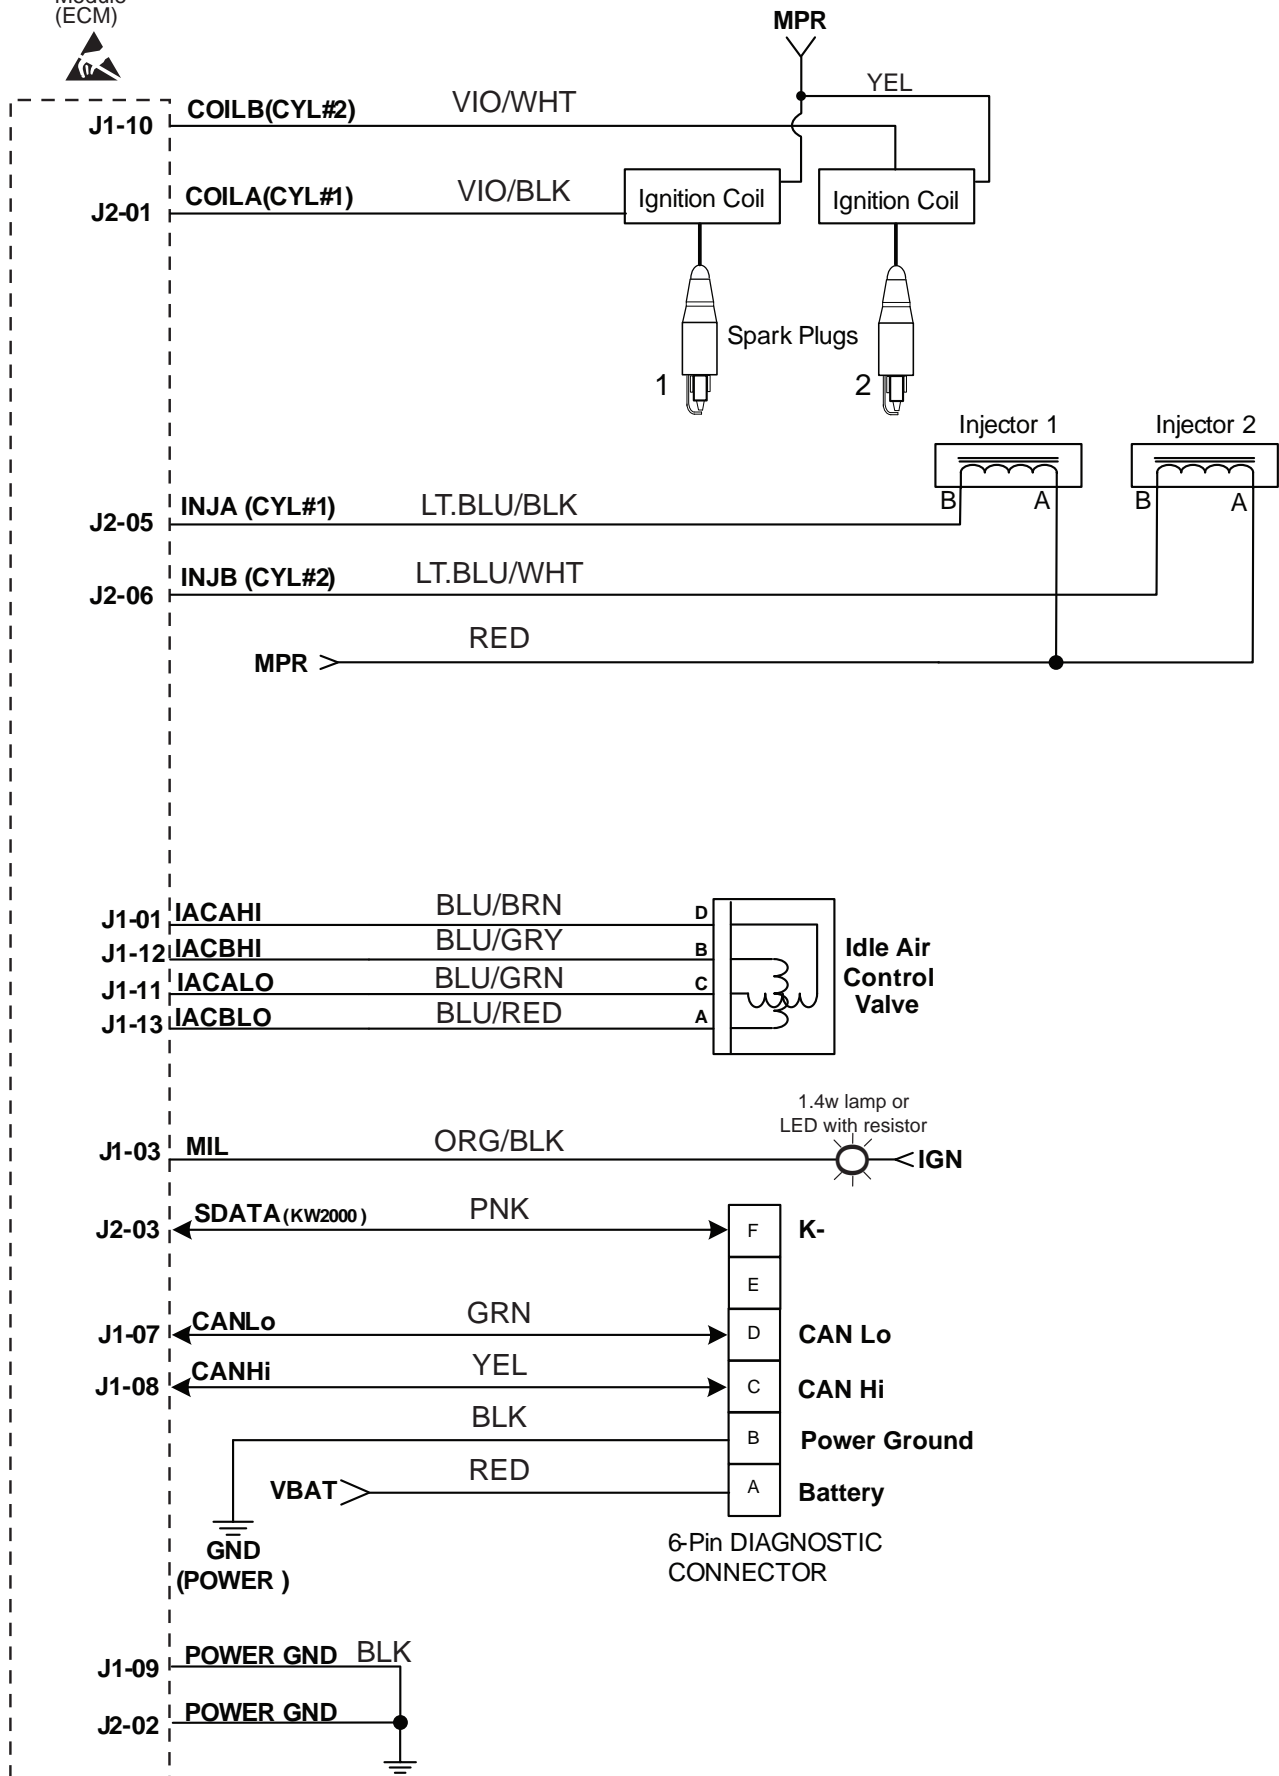 Module
(ECM)
MPR
YEL
J1-10
COILB(CYL#2)
VIO/WHT
J2-01
COILA(CYL#1)
VIO/BLK
Ignition Coil
Ignition Coil
Spark Plugs
1
2
Injector 1
Injector 2
B
A
B
A
J2-05
INJA (CYL#1)
LT.BLU/BLK
J2-06
INJB (CYL#2)
LT.BLU/WHT
RED
MPR
J1-01
IACAHI
BLU/BRN
D
J1-12
IACBHI
BLU/GRY
B
J1-11
IACALO
BLU/GRN
C
J1-13
IACBLO
BLU/RED
A
Idle Air
Control
Valve
1.4w lamp or
LED with resistor
J1-03
MIL
ORG/BLK
IGN
J2-03
SDATA(KW2000 )
PNK
F
K-
E
J1-07
CANLo
GRN
D
CAN Lo
J1-08
CANHi
YEL
C
CAN Hi
BLK
B
Power Ground
VBAT
RED
A
Battery
GND
(POWER )
6-Pin DIAGNOSTIC
CONNECTOR
J1-09
POWER GND
BLK
J2-02
POWER GND